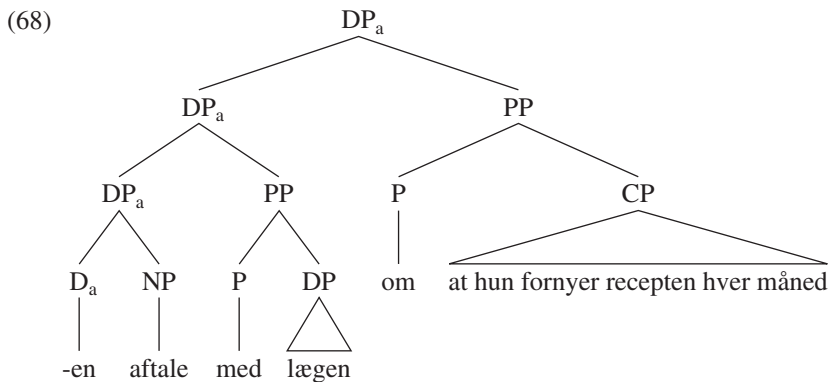 (68) DPₐ
DPₐ PP
DPₐ PP P CP
Dₐ NP P DP om at hun fornyer recepten hver måned
-en aftale med lægen